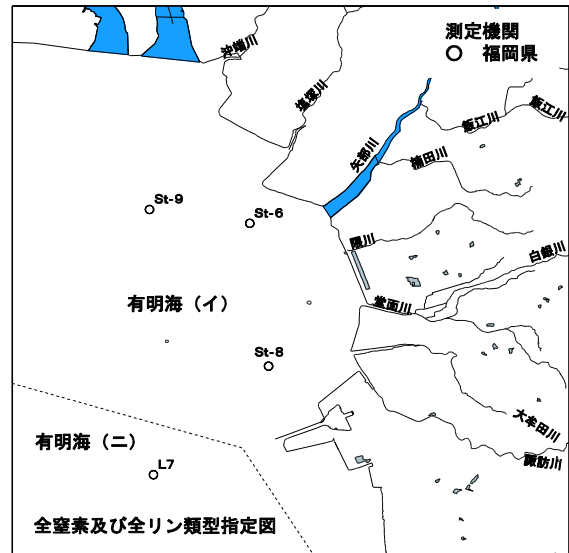 測定機関
○ 福岡県
沖端川
塩塚川
矢部川
飯江川
飯江川
楠田川
St-9
St-6
隈川
白銀川
有明海（イ）
堂面川
St-8
大牟田川
諏訪川
有明海（ニ）
L7
全窒素及び全リン類型指定図